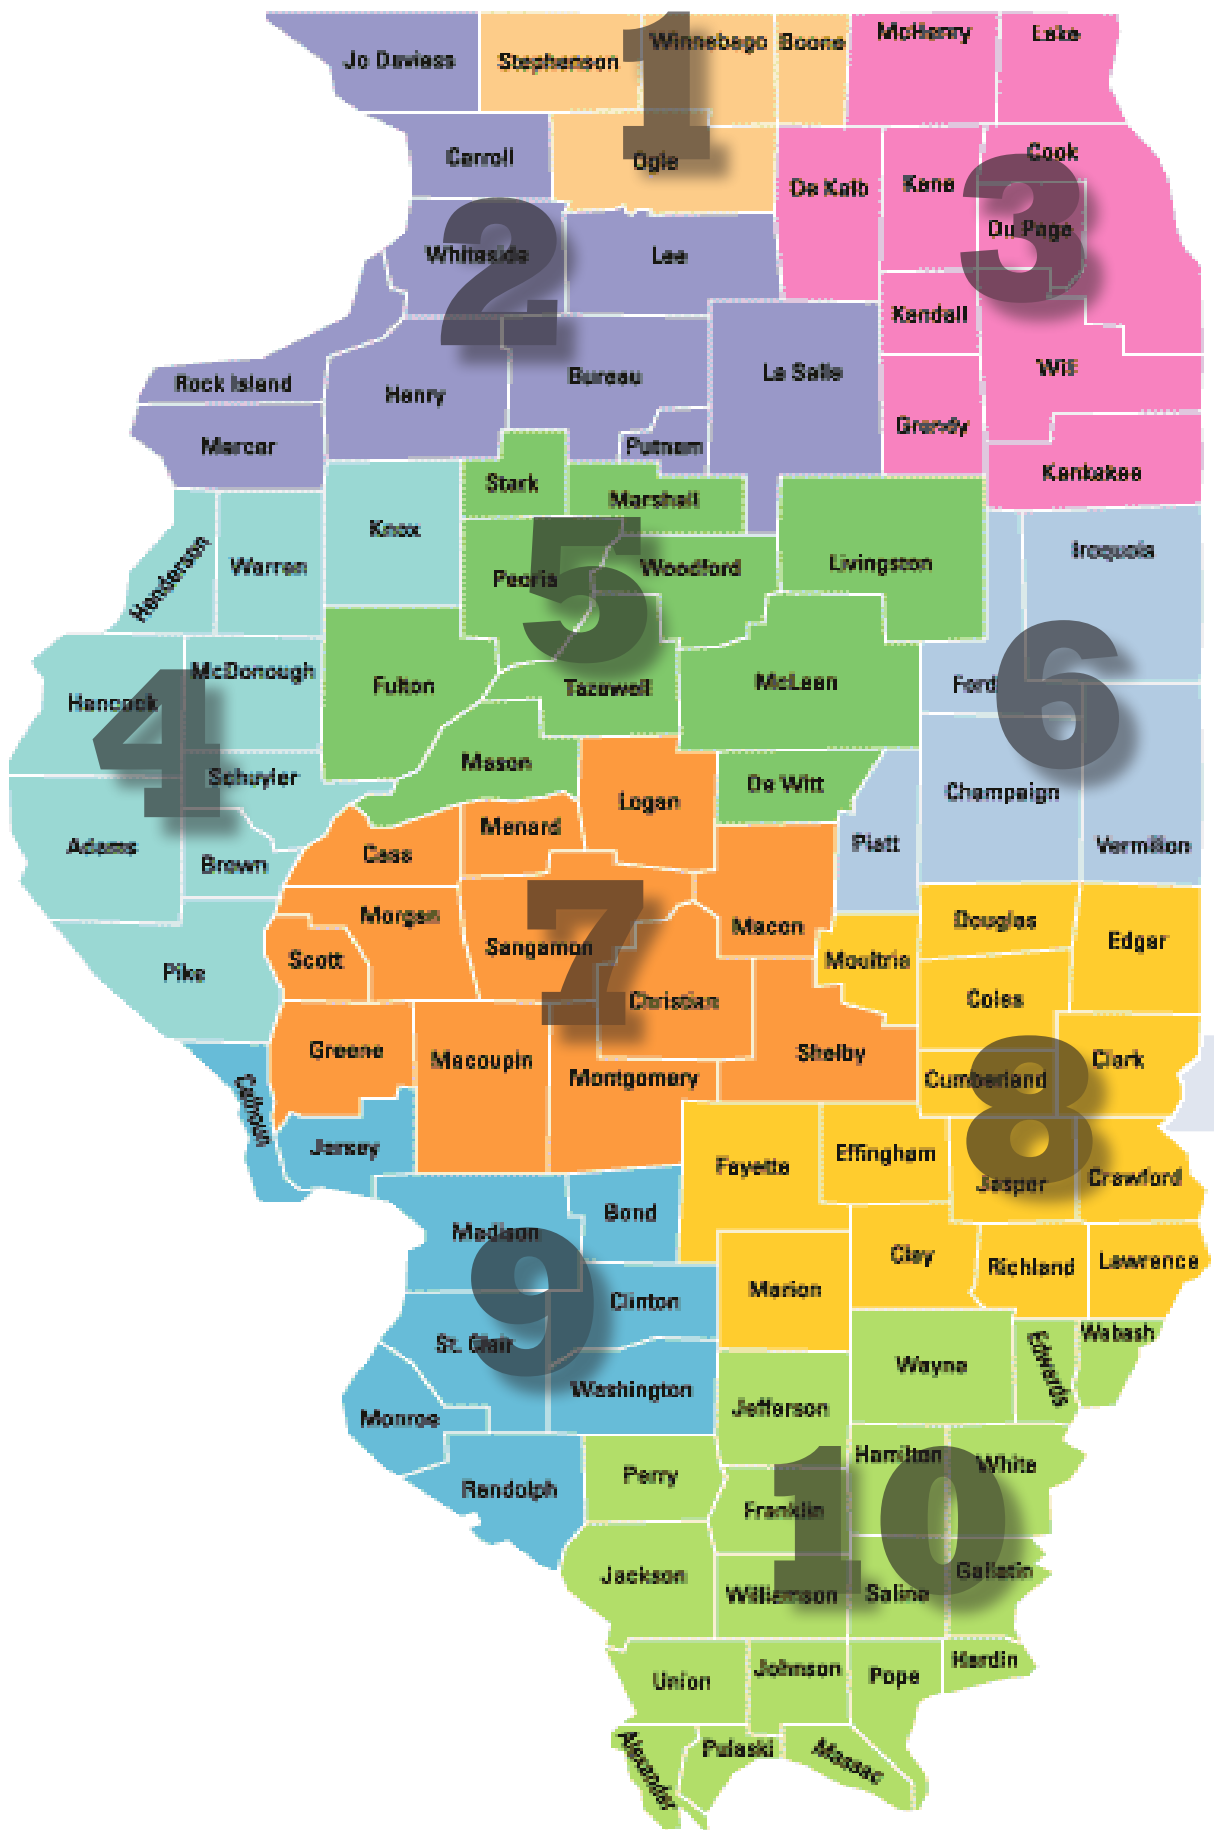 Jo Daviess
Stephenson
Winnebago
Boone
McHenry
Lake
1
Carroll
Ogle
De Kalb
Kane
Cook
Du Page
3
Whiteside
2
Lee
Kendall
Will
Rock Island
Henry
Bureau
La Salle
Grundy
Mercer
Putnam
Kankakee
Stark
Marshall
Knox
Henderson
Warren
Peoria
5
Woodford
Livingston
Iroquois
Hancock
4
McDonough
Fulton
Tazewell
McLean
Ford
6
Schuyler
Mason
Logan
De Witt
Champaign
Adams
Brown
Cass
Menard
Piatt
Vermilion
Pike
Scott
Morgan
Sangamon
7
Christian
Macon
Moultrie
Douglas
Edgar
Coles
Calhoun
Greene
Macoupin
Montgomery
Shelby
Cumberland
8
Clark
Jersey
Fayette
Effingham
Jasper
Crawford
Madison
Bond
9
Clinton
Marion
Clay
Richland
Lawrence
St. Clair
Washington
Jefferson
Wayne
Edwards
Wabash
Monroe
Randolph
Perry
Franklin
10
Hamilton
White
Jackson
Williamson
Saline
Gallatin
Union
Johnson
Pope
Hardin
Alexander
Pulaski
Massac